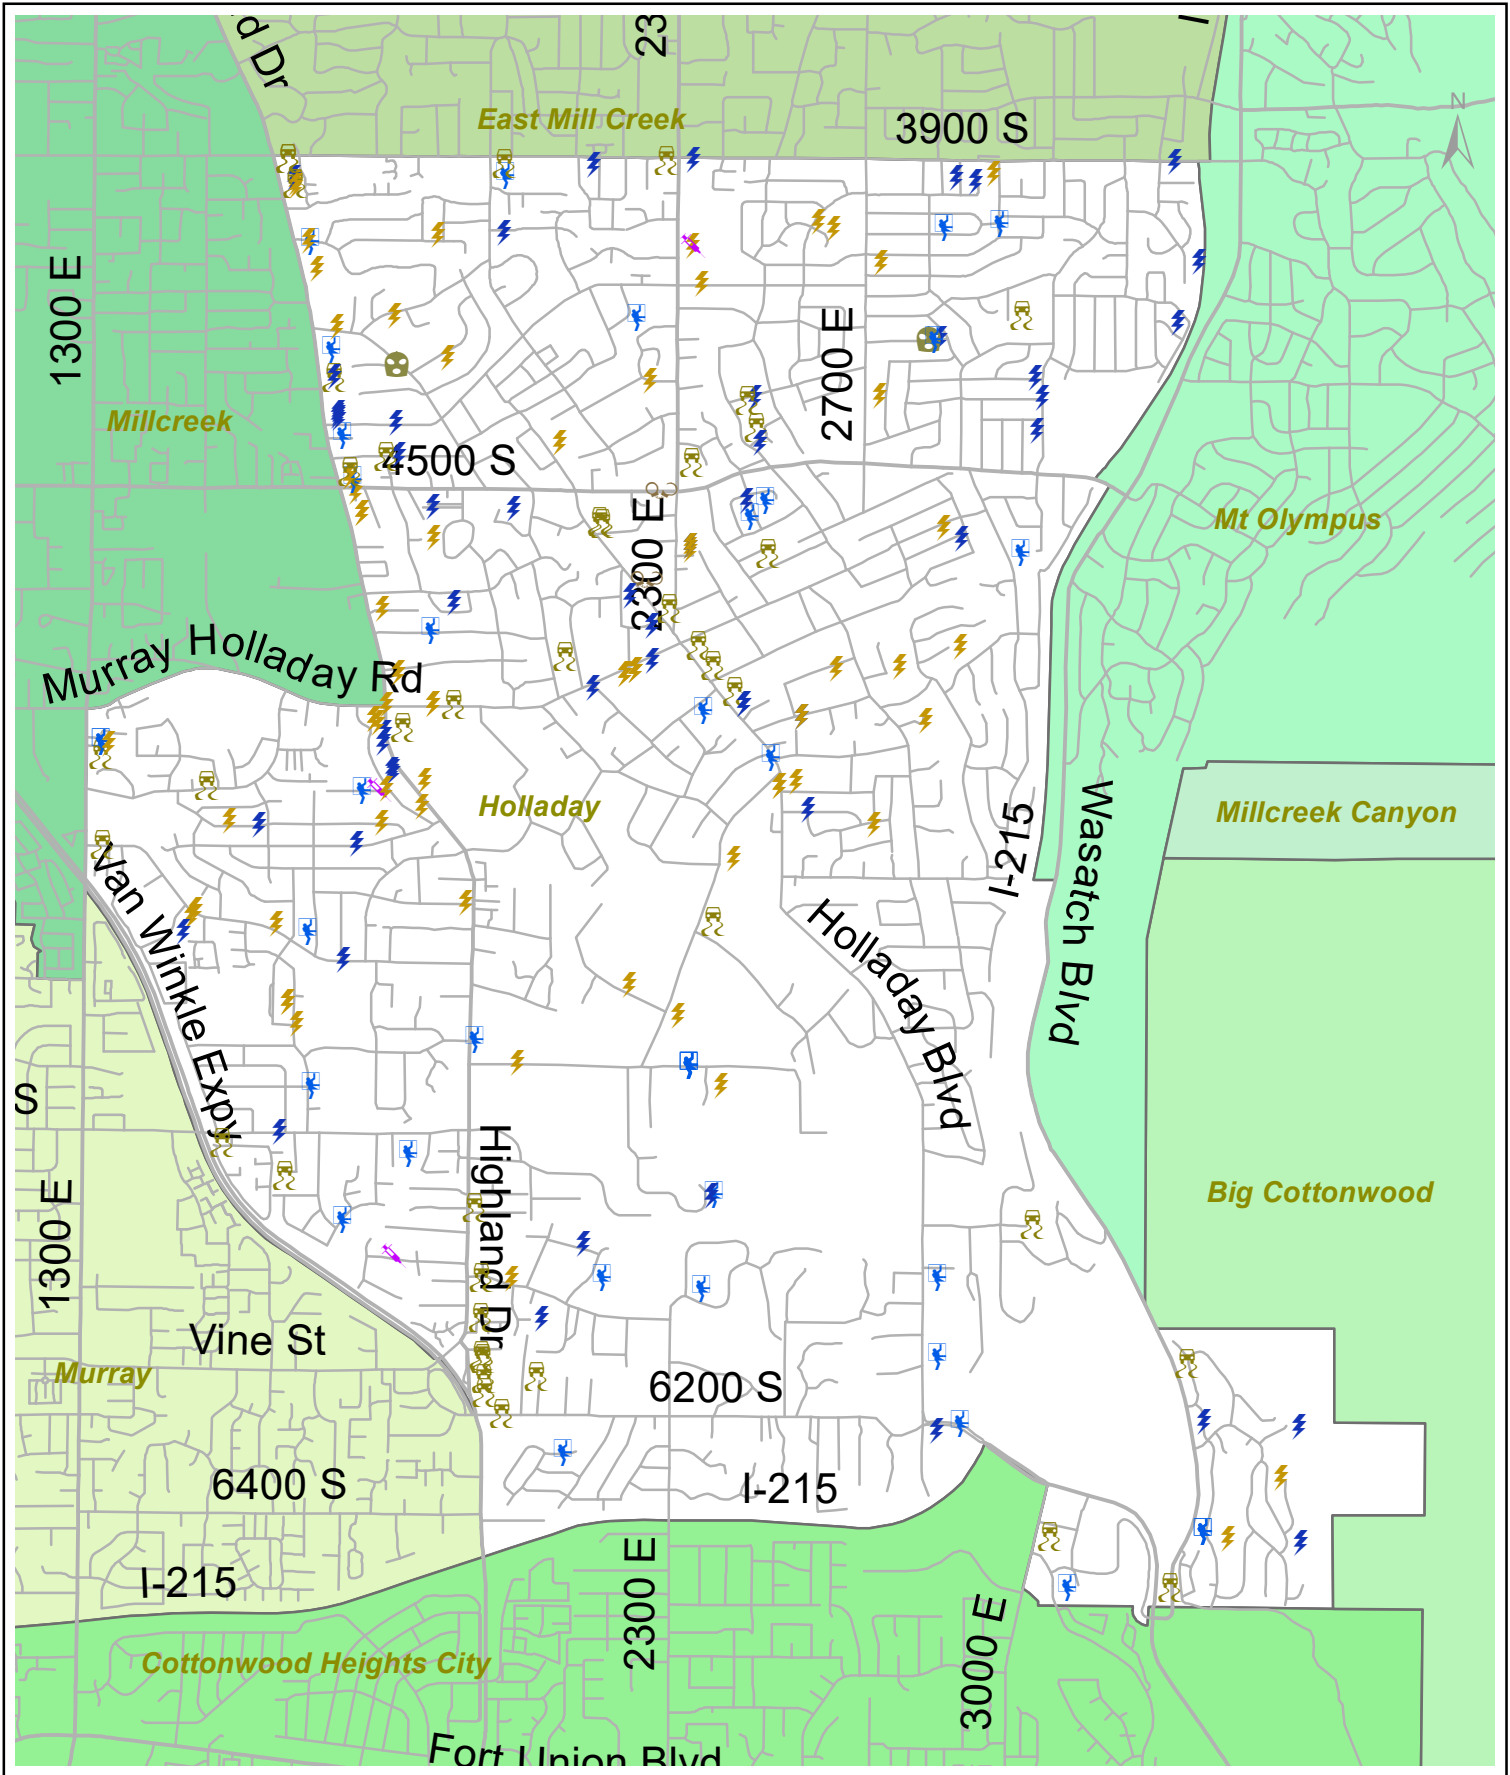 d Dr
23
East Mill Creek
3900 S
N
1300 E
2700 E
Millcreek
4500 S
2300 E
Mt Olympus
Murray Holladay Rd
Holladay
I-215
Wasatch Blvd
Millcreek Canyon
Van Winkle Expy
Holladay Blvd
S
Highland Dr
1300 E
Big Cottonwood
Vine St
Murray
6200 S
6400 S
I-215
I-215
2300 E
3000 E
Cottonwood Heights City
Fort Union Blvd